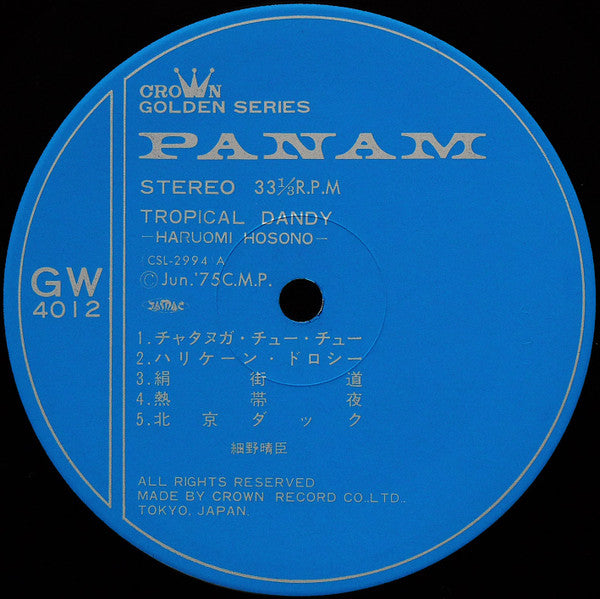 CROWN
GOLDEN SERIES
PANAM
STEREO 33⅓R.P.M
TROPICAL DANDY
—HARUOMI HOSONO—
(CSL-2994 A
©Jun.'75C.M.P.
GW
4012
1.チャタヌガ・チュー・チュー
2.ハリケーン・ドロシー
3.絹街道
4.熱帯夜
5.北京ダック
細野晴臣
ALL RIGHTS RESERVED
MADE BY CROWN RECORD CO.,LTD.,
TOKYO, JAPAN.